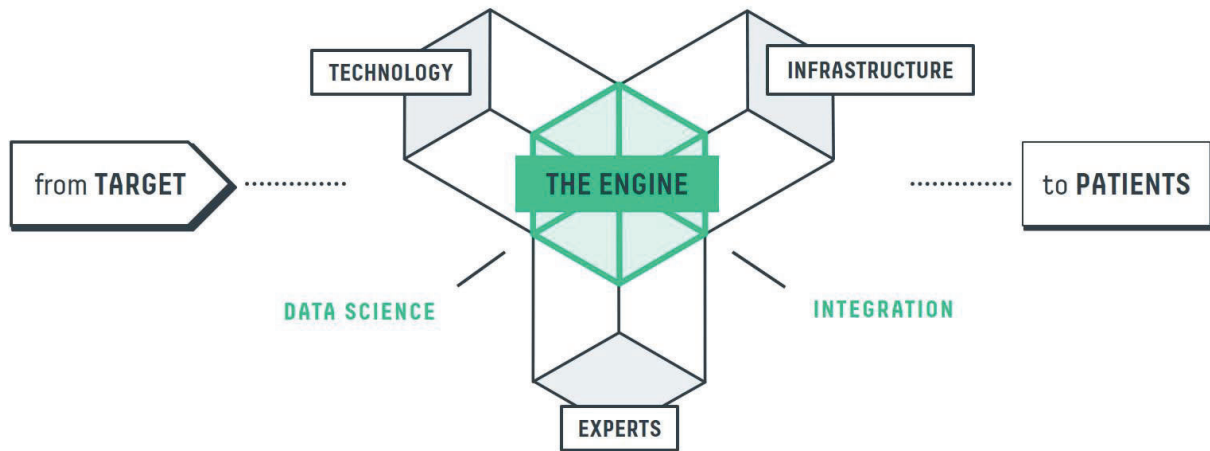 TECHNOLOGY
INFRASTRUCTURE
from TARGET
THE ENGINE
to PATIENTS
DATA SCIENCE
INTEGRATION
EXPERTS